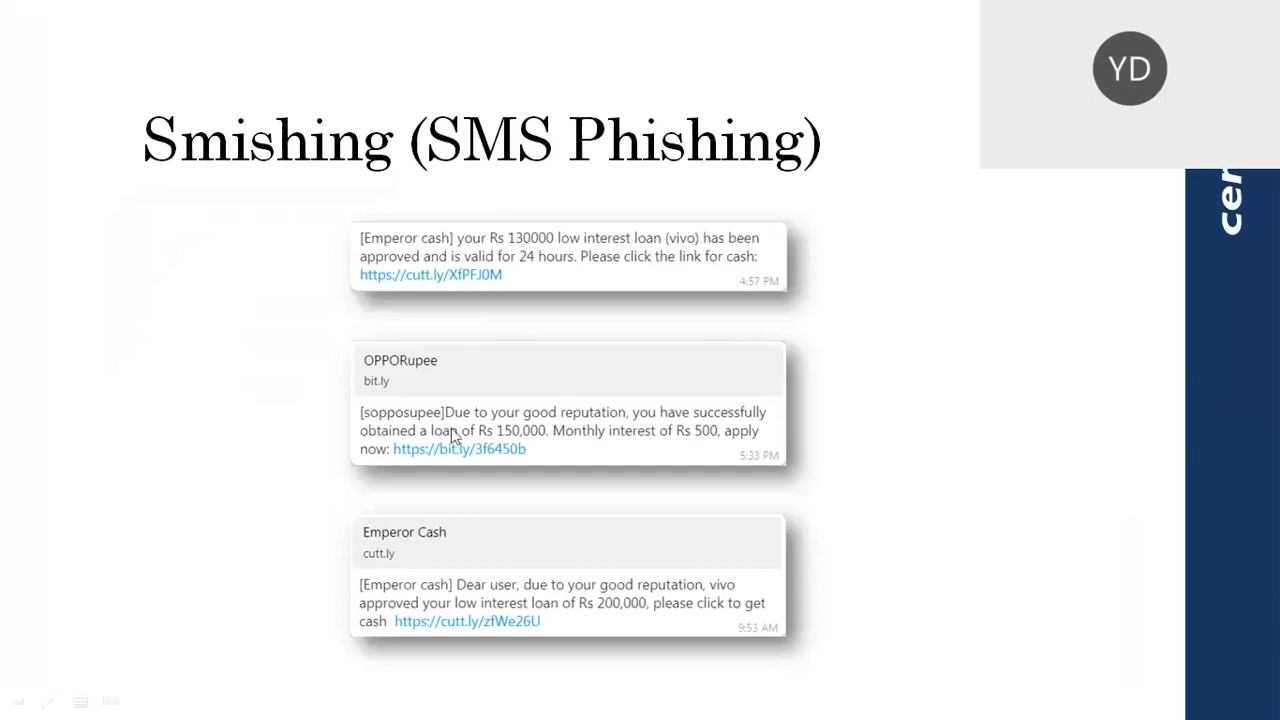 YD
Smishing (SMS Phishing)
cer
[Emperor cash] your Rs 130000 low interest loan (vivo) has been
approved and is valid for 24 hours. Please click the link for cash:
https://cutt.ly/XfPFJ0M
4:57 PM
OPPORupee
bit.ly
[sopposupee]Due to your good reputation, you have successfully
obtained a loan of Rs 150,000. Monthly interest of Rs 500, apply
now: https://bit.ly/3f6450b
5:33 PM
Emperor Cash
cutt.ly
[Emperor cash] Dear user, due to your good reputation, vivo
approved your low interest loan of Rs 200,000, please click to get
cash https://cutt.ly/zfWe26U
9:53 AM